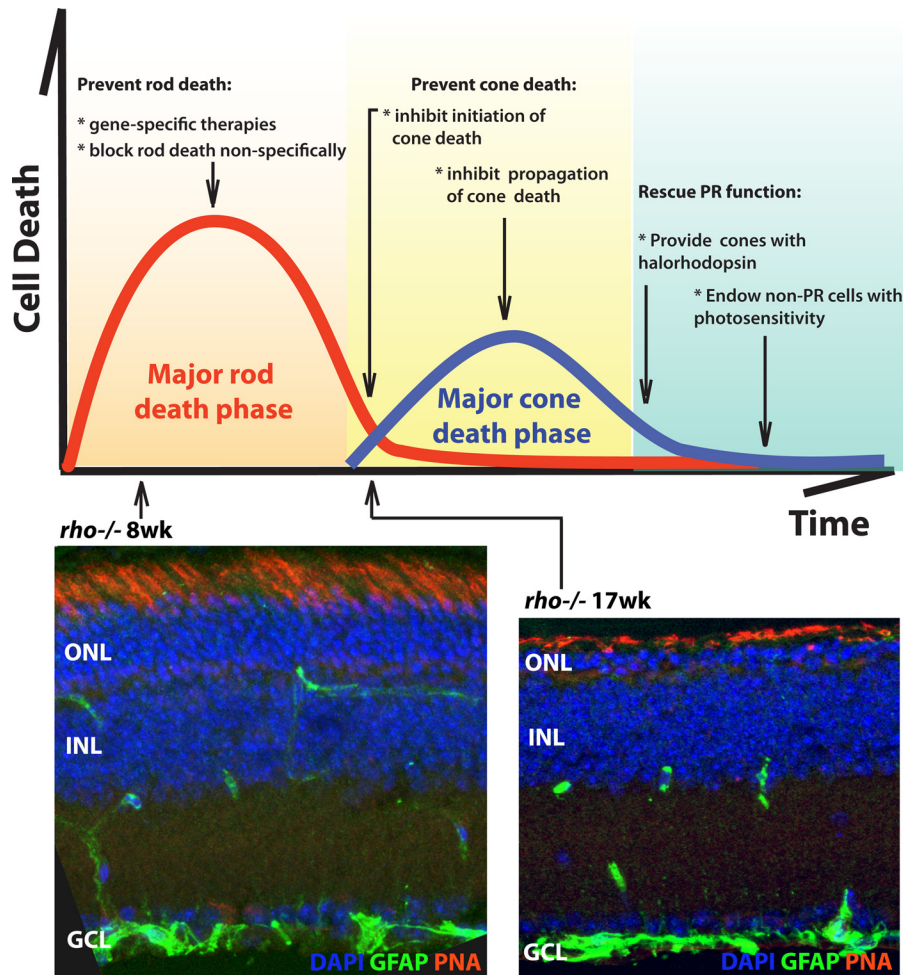 Prevent rod death:
* gene-specific therapies
* block rod death non-specifically
Prevent cone death:
* inhibit initiation of
cone death
* inhibit propagation
of cone death
Rescue PR function:
* Provide cones with
halorhodopsin
* Endow non-PR cells with
photosensitivity
Cell Death
Major rod
death phase
Major cone
death phase
Time
rho-/- 8wk
ONL
INL
GCL
DAPI GFAP PNA
rho-/- 17wk
ONL
INL
GCL
DAPI GFAP PNA